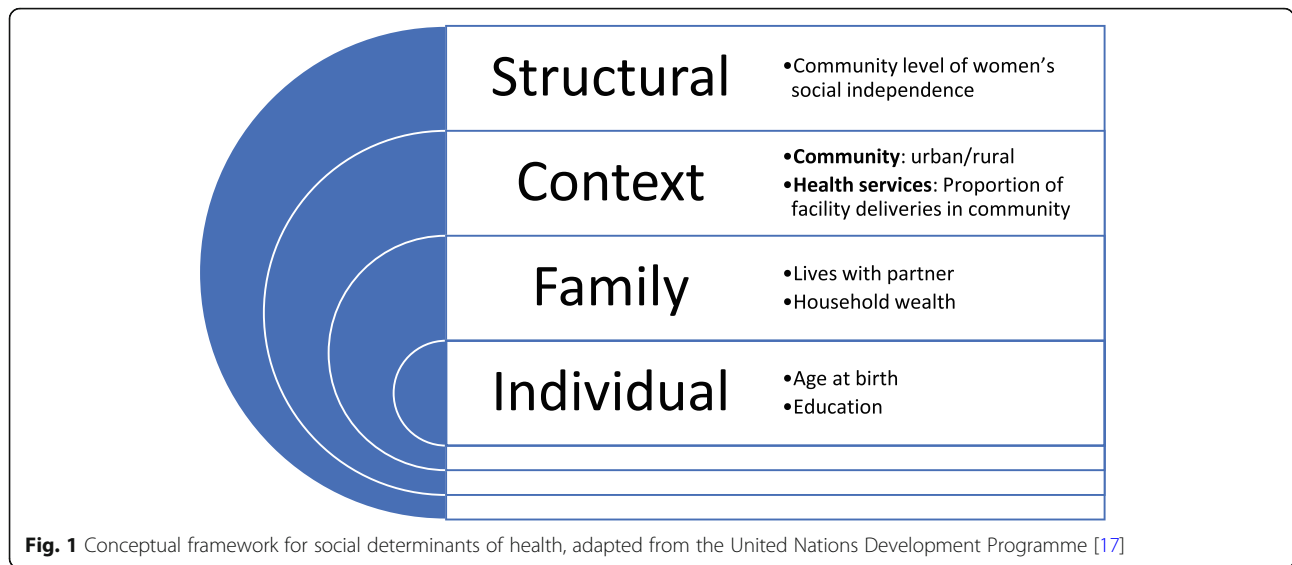 Structural
•Community level of women’s
social independence
Context
•Community: urban/rural
•Health services: Proportion of
facility deliveries in community
Family
•Lives with partner
•Household wealth
Individual
•Age at birth
•Education
Fig. 1 Conceptual framework for social determinants of health, adapted from the United Nations Development Programme [17]